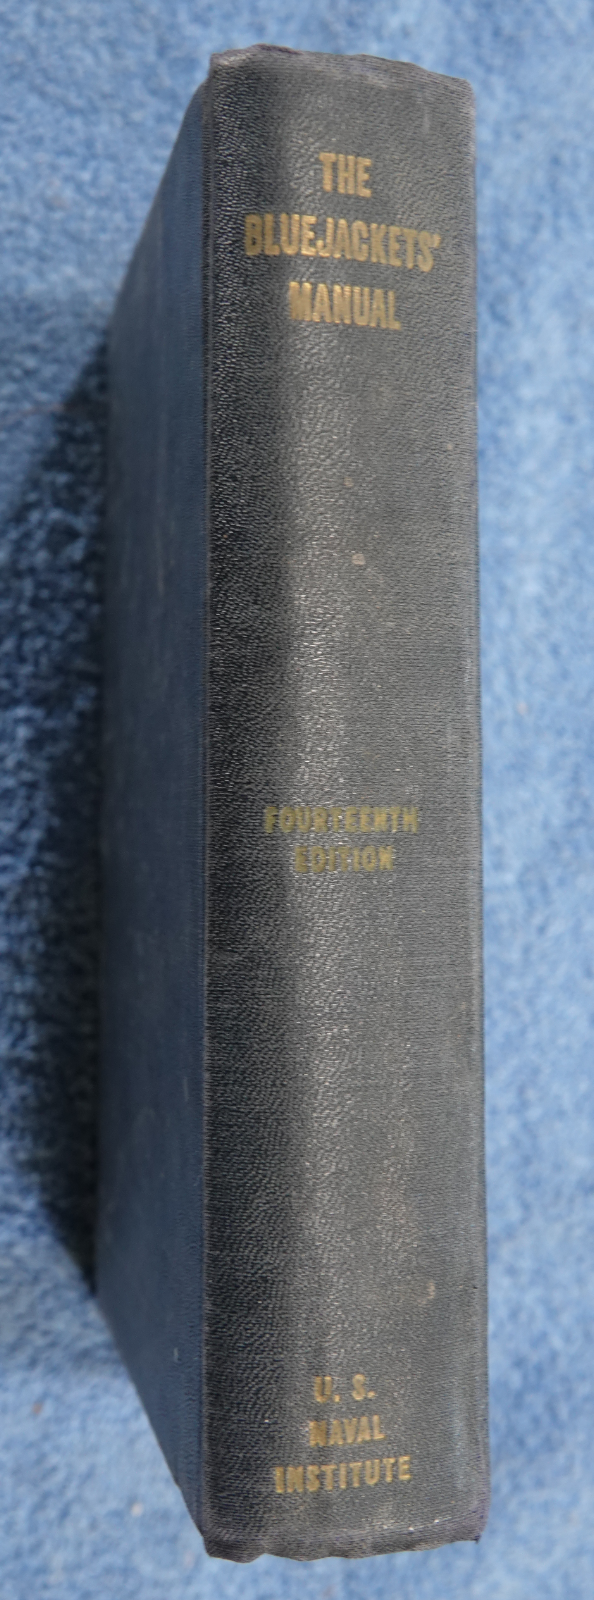 THE
BLUEJACKETS'
MANUAL
FOURTEENTH
EDITION
U. S.
NAVAL
INSTITUTE